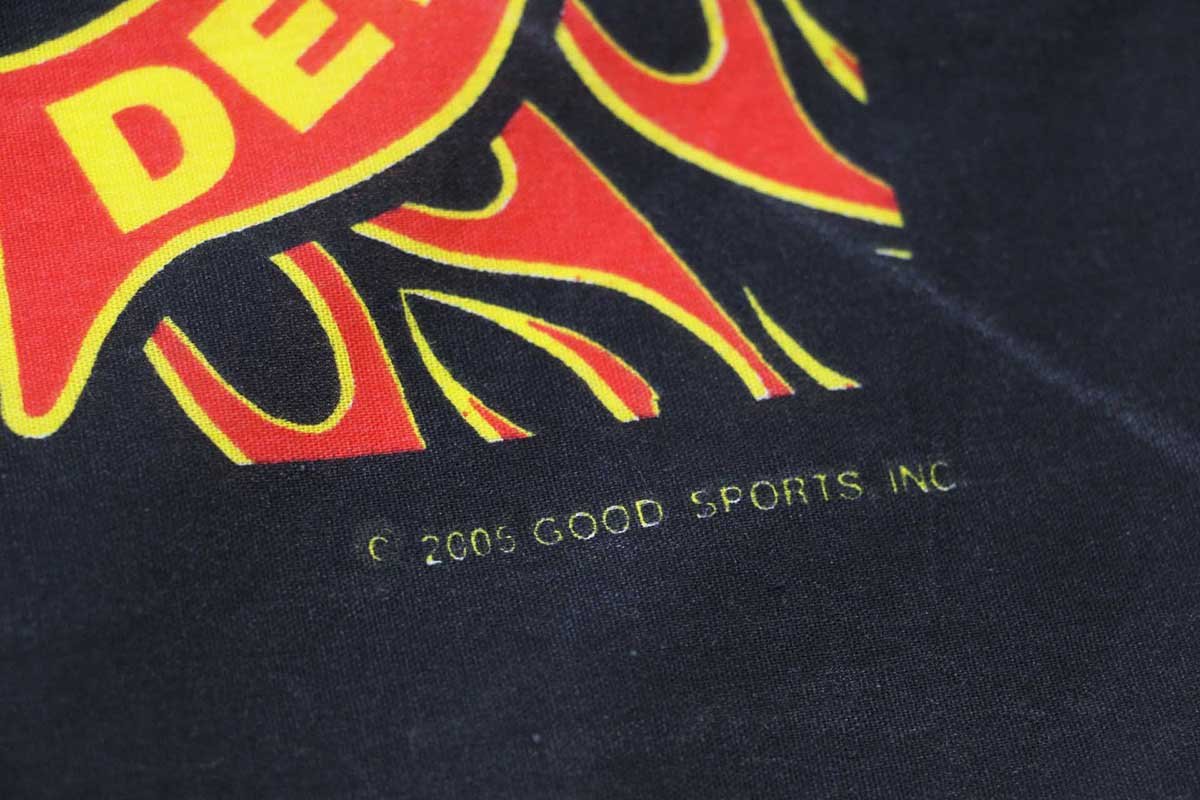 DE
© 2005 GOOD SPORTS, INC.